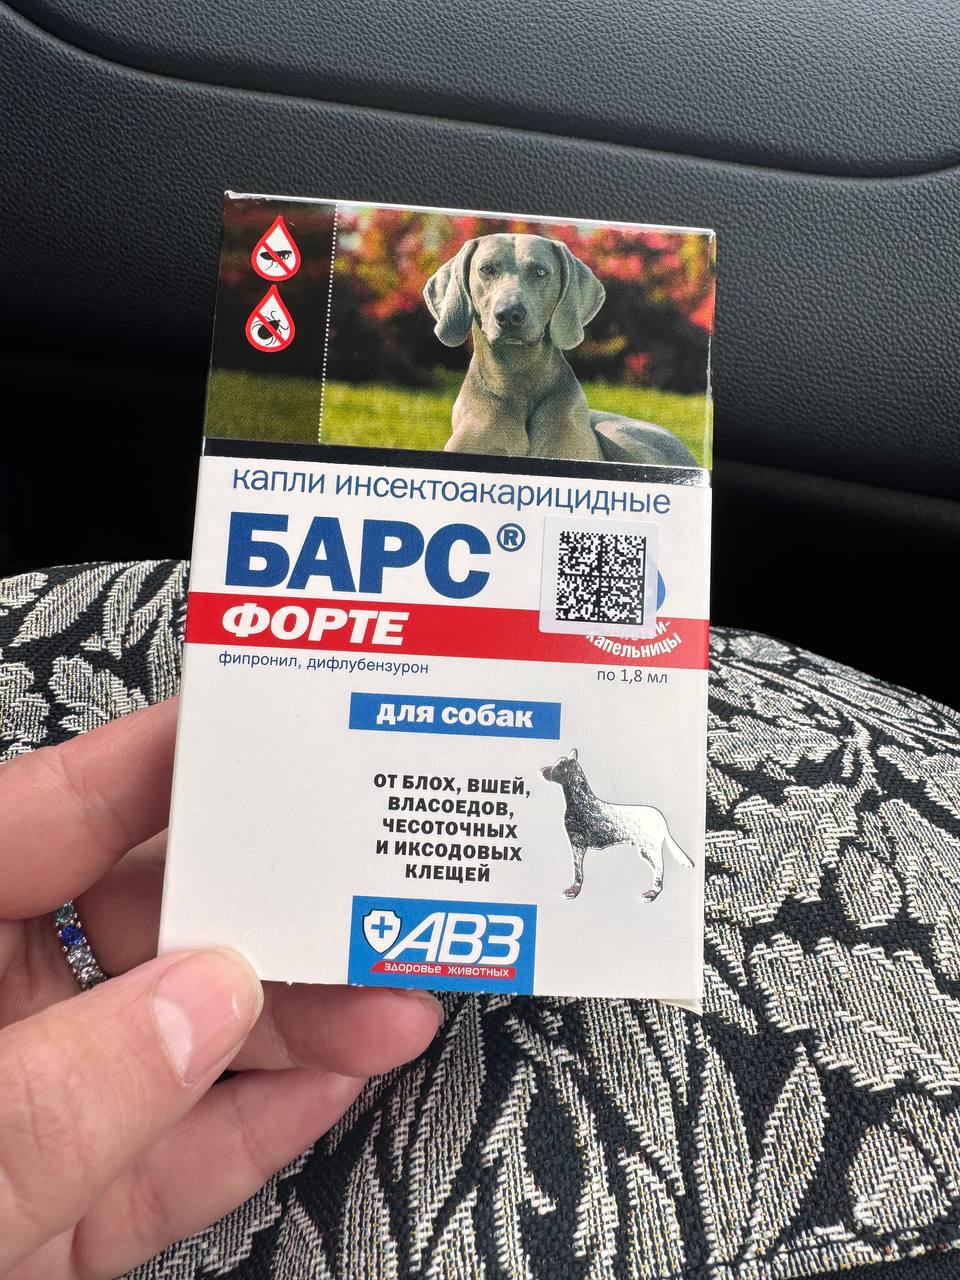 капли инсектоакарицидные
БАРС®
ФОРТЕ
капельницы
фипронил, дифлубензурон
по 1,8 мл
для собак
ОТ БЛОХ, ВШЕЙ,
ВЛАСОЕДОВ,
ЧЕСОТОЧНЫХ
И ИКСОДОВЫХ
КЛЕЩЕЙ
АВЗ
здоровье животных